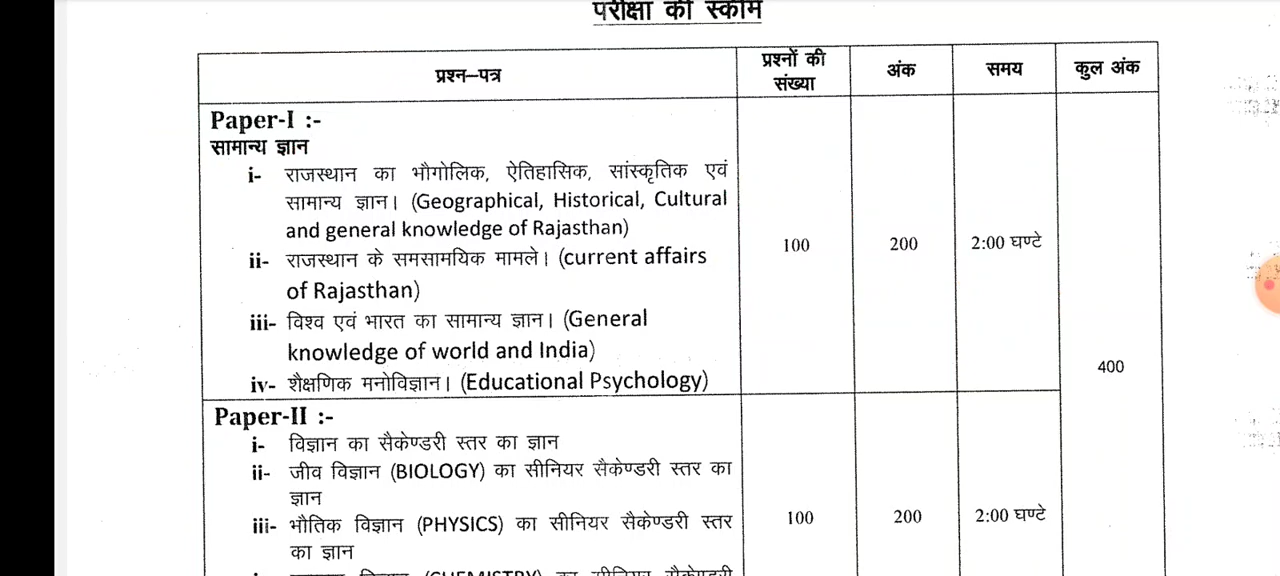 परीक्षा की स्कीम
प्रश्न–पत्र
प्रश्नों की
संख्या
अंक
समय
कुल अंक
Paper-I :-
सामान्य ज्ञान
i- राजस्थान का भौगोलिक, ऐतिहासिक, सांस्कृतिक एवं
सामान्य ज्ञान। (Geographical, Historical, Cultural
and general knowledge of Rajasthan)
ii- राजस्थान के समसामयिक मामले। (current affairs
of Rajasthan)
iii- विश्व एवं भारत का सामान्य ज्ञान। (General
knowledge of world and India)
iv- शैक्षणिक मनोविज्ञान। (Educational Psychology)
100
200
2:00 घण्टे
400
Paper-II :-
i- विज्ञान का सैकेण्डरी स्तर का ज्ञान
ii- जीव विज्ञान (BIOLOGY) का सीनियर सैकेण्डरी स्तर का
ज्ञान
iii- भौतिक विज्ञान (PHYSICS) का सीनियर सैकेण्डरी स्तर
का ज्ञान
(CHEMISTRY) का सीनियर सैकेण्डरी
100
200
2:00 घण्टे